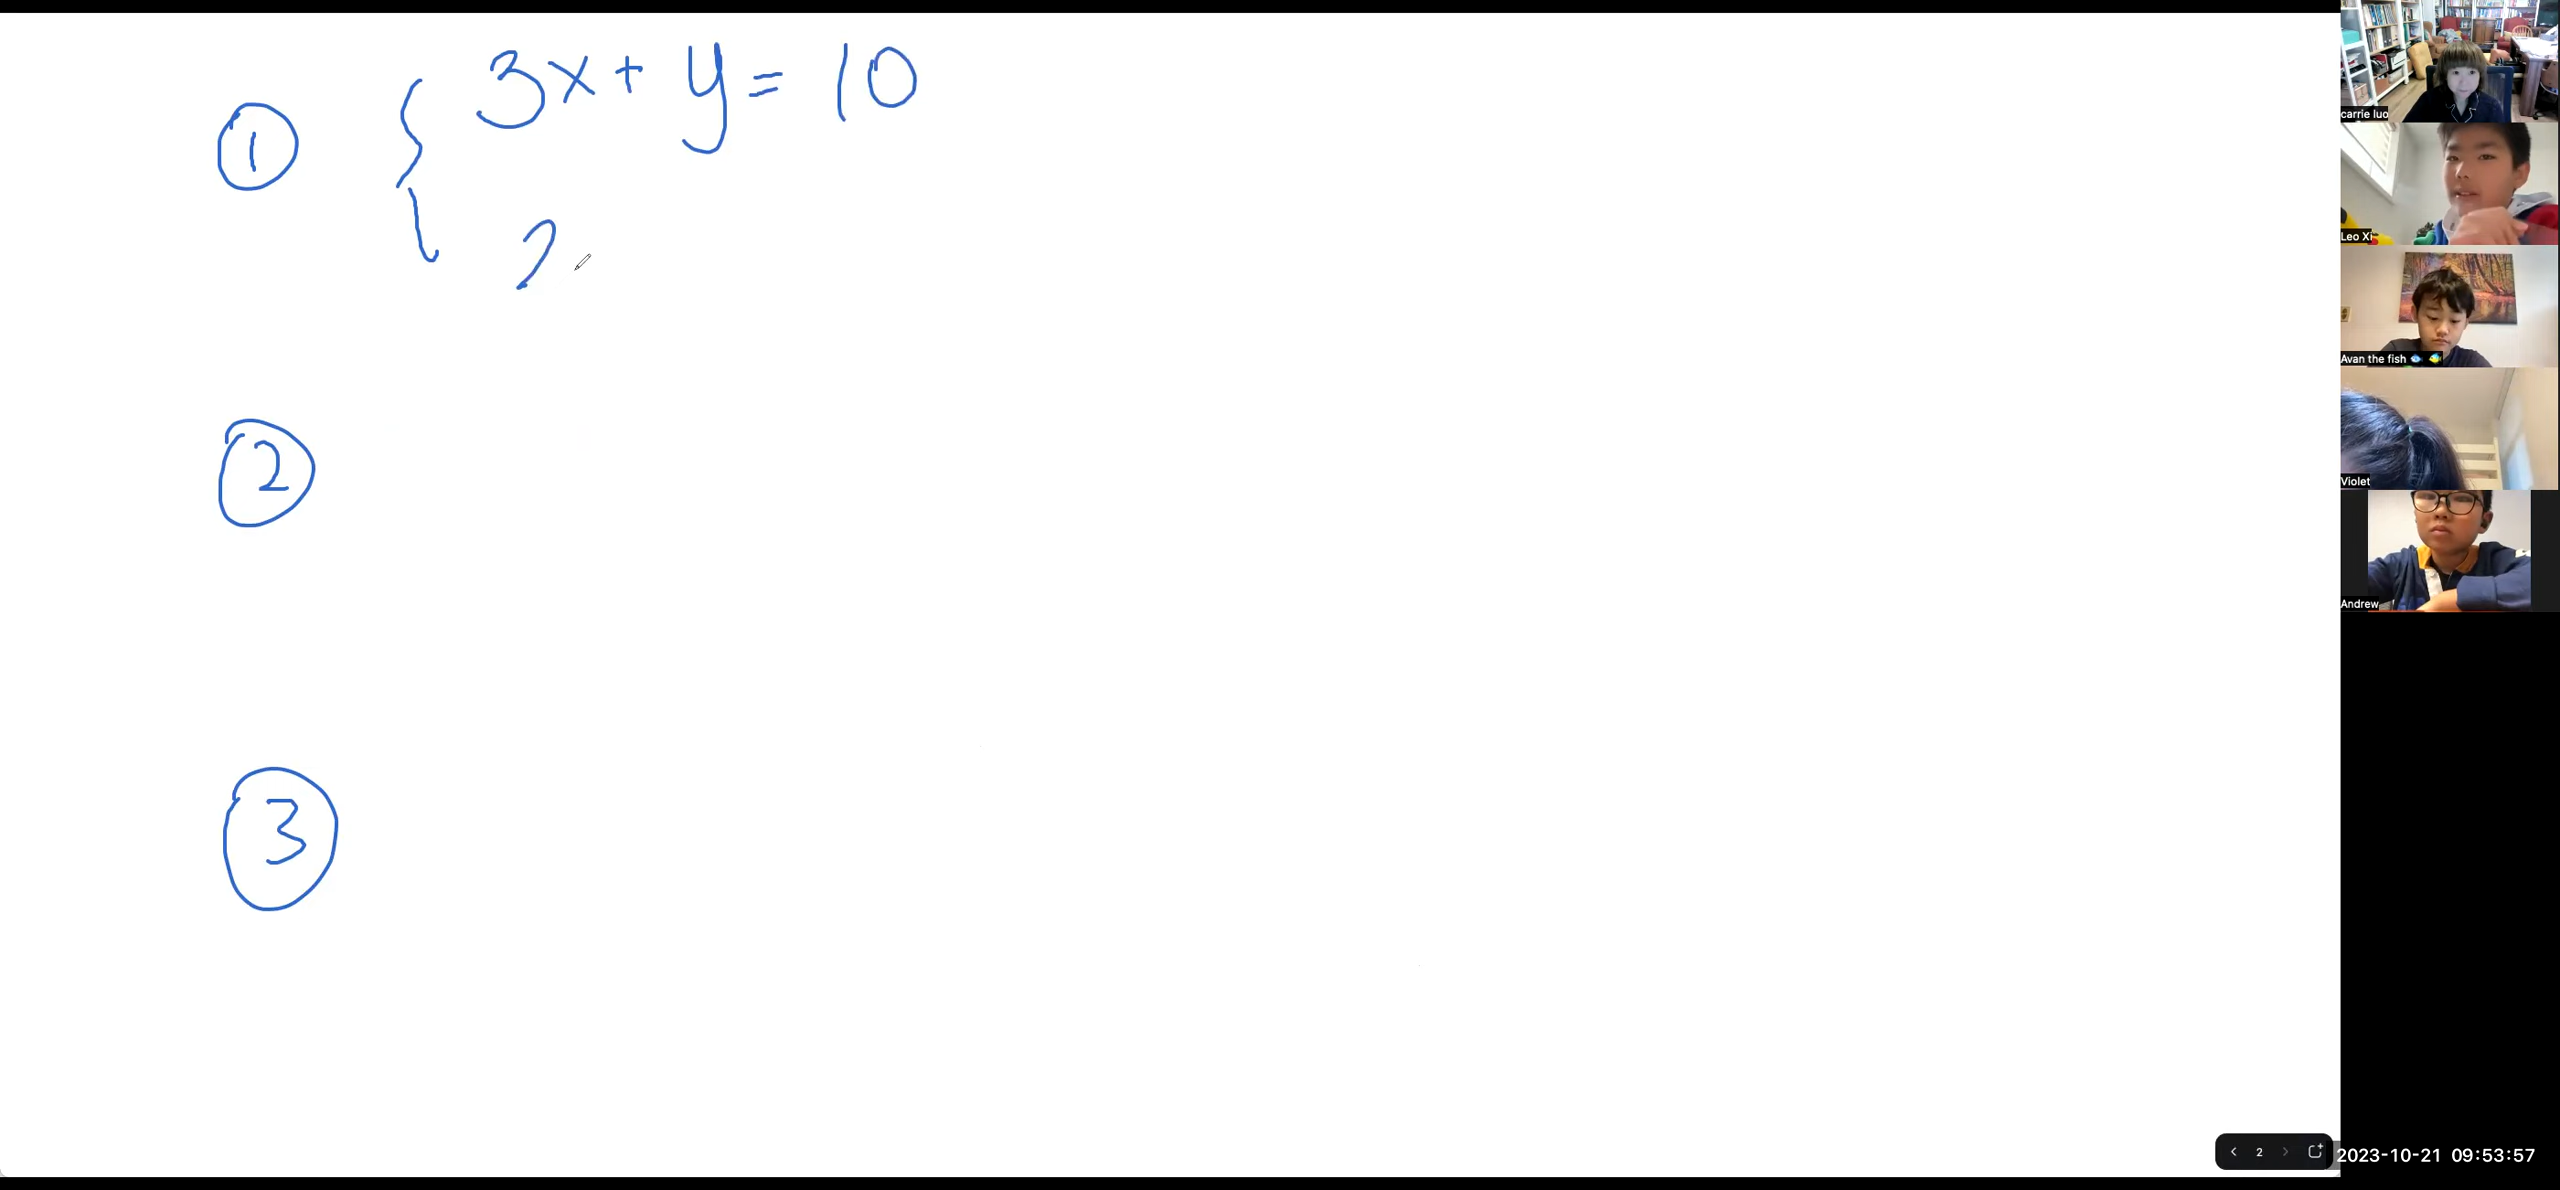 ① { 3x + y = 10
2
②
③
carrie luo
Leo Xi
Avan the fish 🐟 🐠
Violet
Andrew
< 2 >
2023-10-21 09:53:57